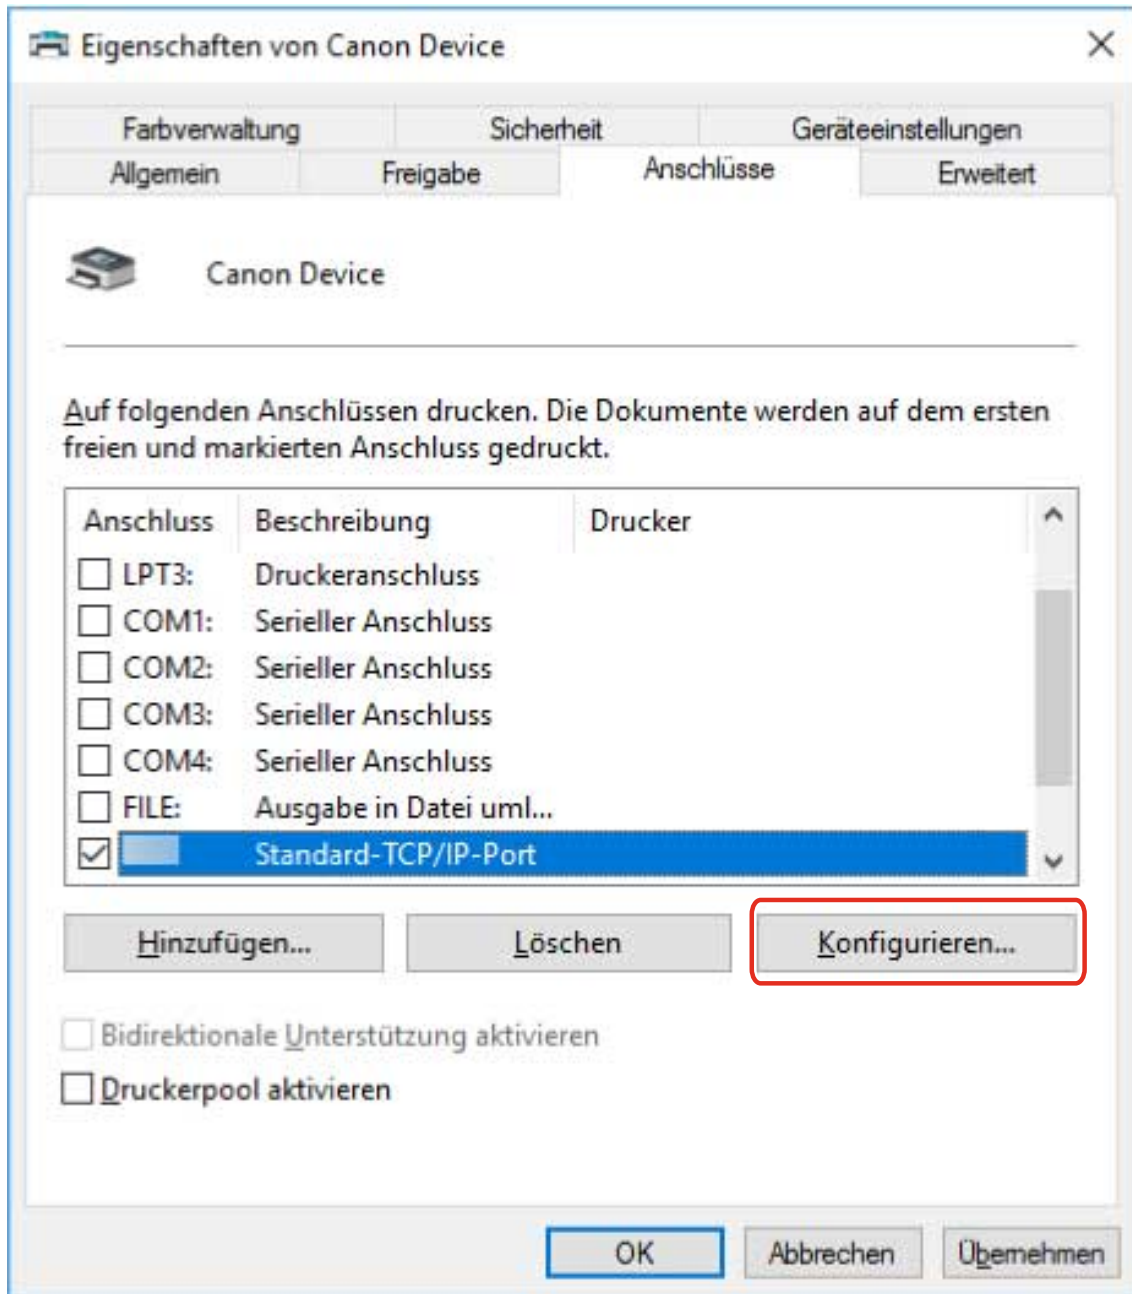 Eigenschaften von Canon Device
Farbverwaltung Sicherheit Geräteeinstellungen
Allgemein Freigabe Anschlüsse Erweitert
Canon Device
Auf folgenden Anschlüssen drucken. Die Dokumente werden auf dem ersten
freien und markierten Anschluss gedruckt.
Anschluss Beschreibung Drucker
LPT3: Druckeranschluss
COM1: Serieller Anschluss
COM2: Serieller Anschluss
COM3: Serieller Anschluss
COM4: Serieller Anschluss
FILE: Ausgabe in Datei uml...
Standard-TCP/IP-Port
Hinzufügen... Löschen Konfigurieren...
Bidirektionale Unterstützung aktivieren
Druckerpool aktivieren
OK Abbrechen Übernehmen